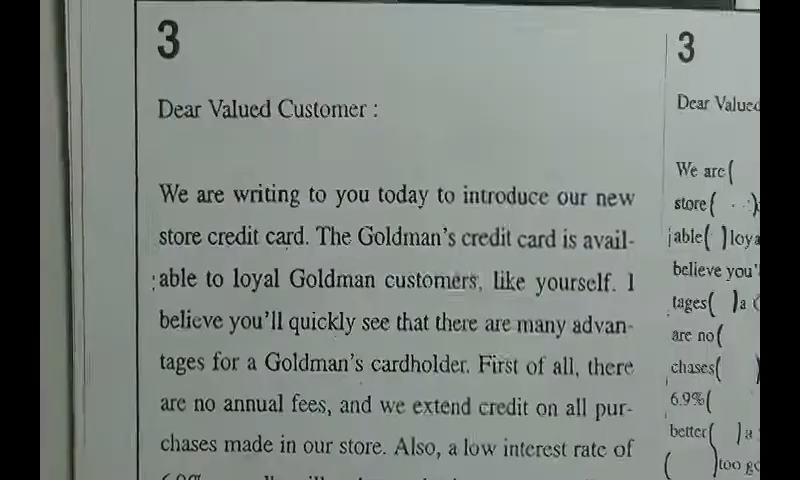 3
Dear Valued Customer :
We are writing to you today to introduce our new
store credit card. The Goldman's credit card is avail-
able to loyal Goldman customers, like yourself. I
believe you'll quickly see that there are many advan-
tages for a Goldman's cardholder. First of all, there
are no annual fees, and we extend credit on all pur-
chases made in our store. Also, a low interest rate of
3
Dear Valued
We are(
store( )
able( )loya
believe you'
tages( )a
are no(
chases( )
6.9%(
better( )a
( )too go